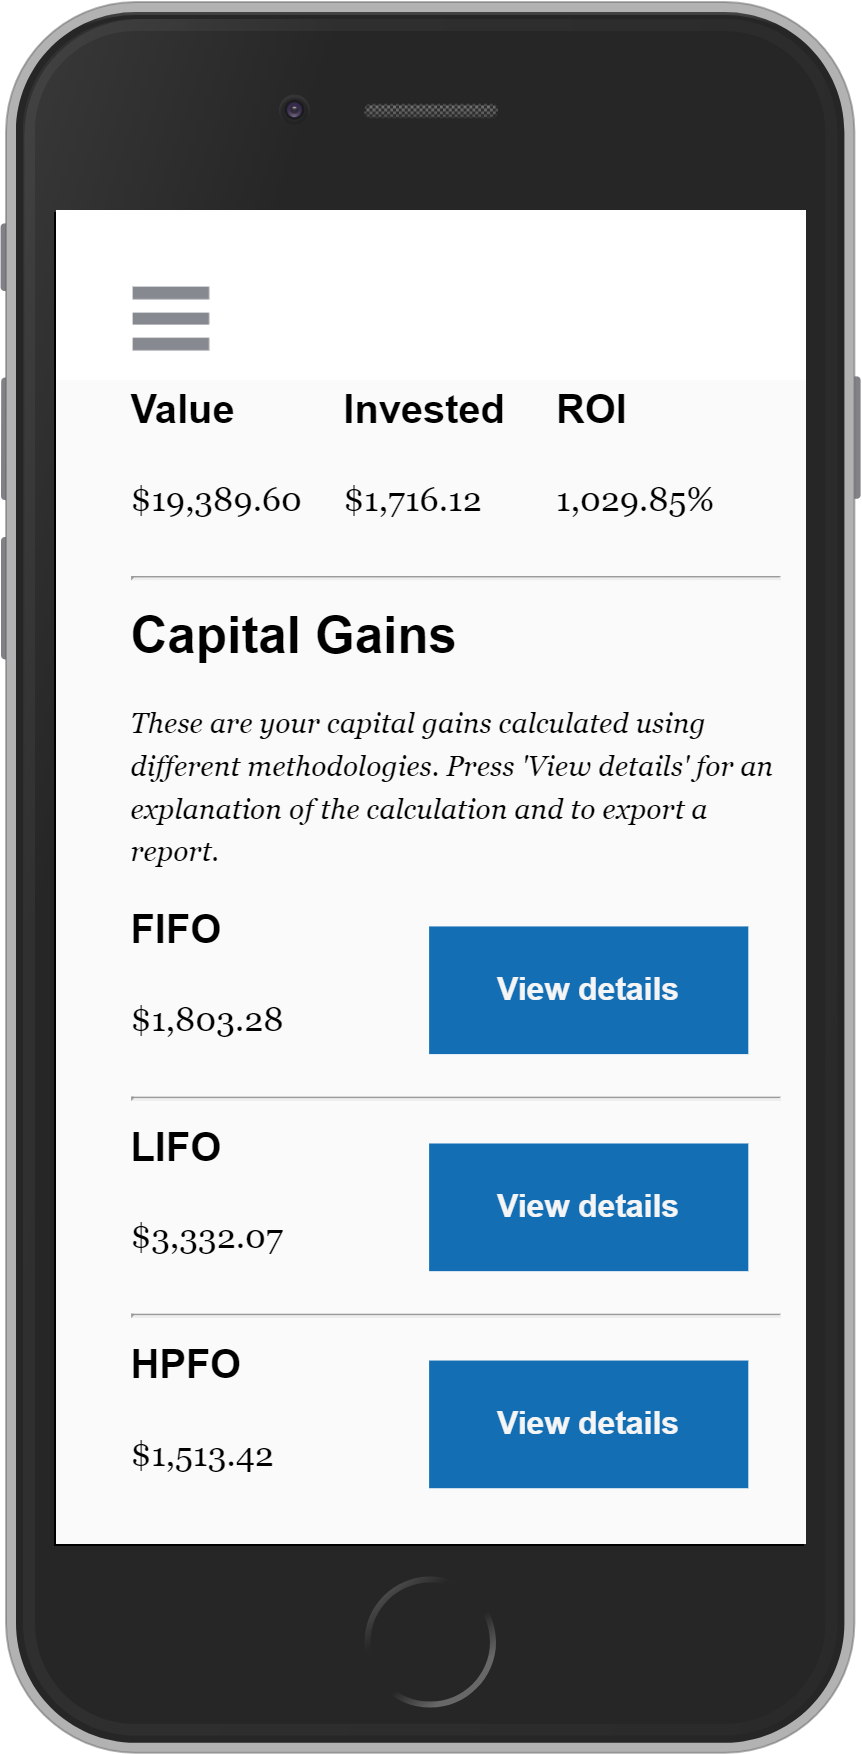 Value Invested ROI
$19,389.60 $1,716.12 1,029.85%
Capital Gains
These are your capital gains calculated using
different methodologies. Press 'View details' for an
explanation of the calculation and to export a
report.
FIFO
View details
$1,803.28
LIFO
View details
$3,332.07
HPFO
View details
$1,513.42